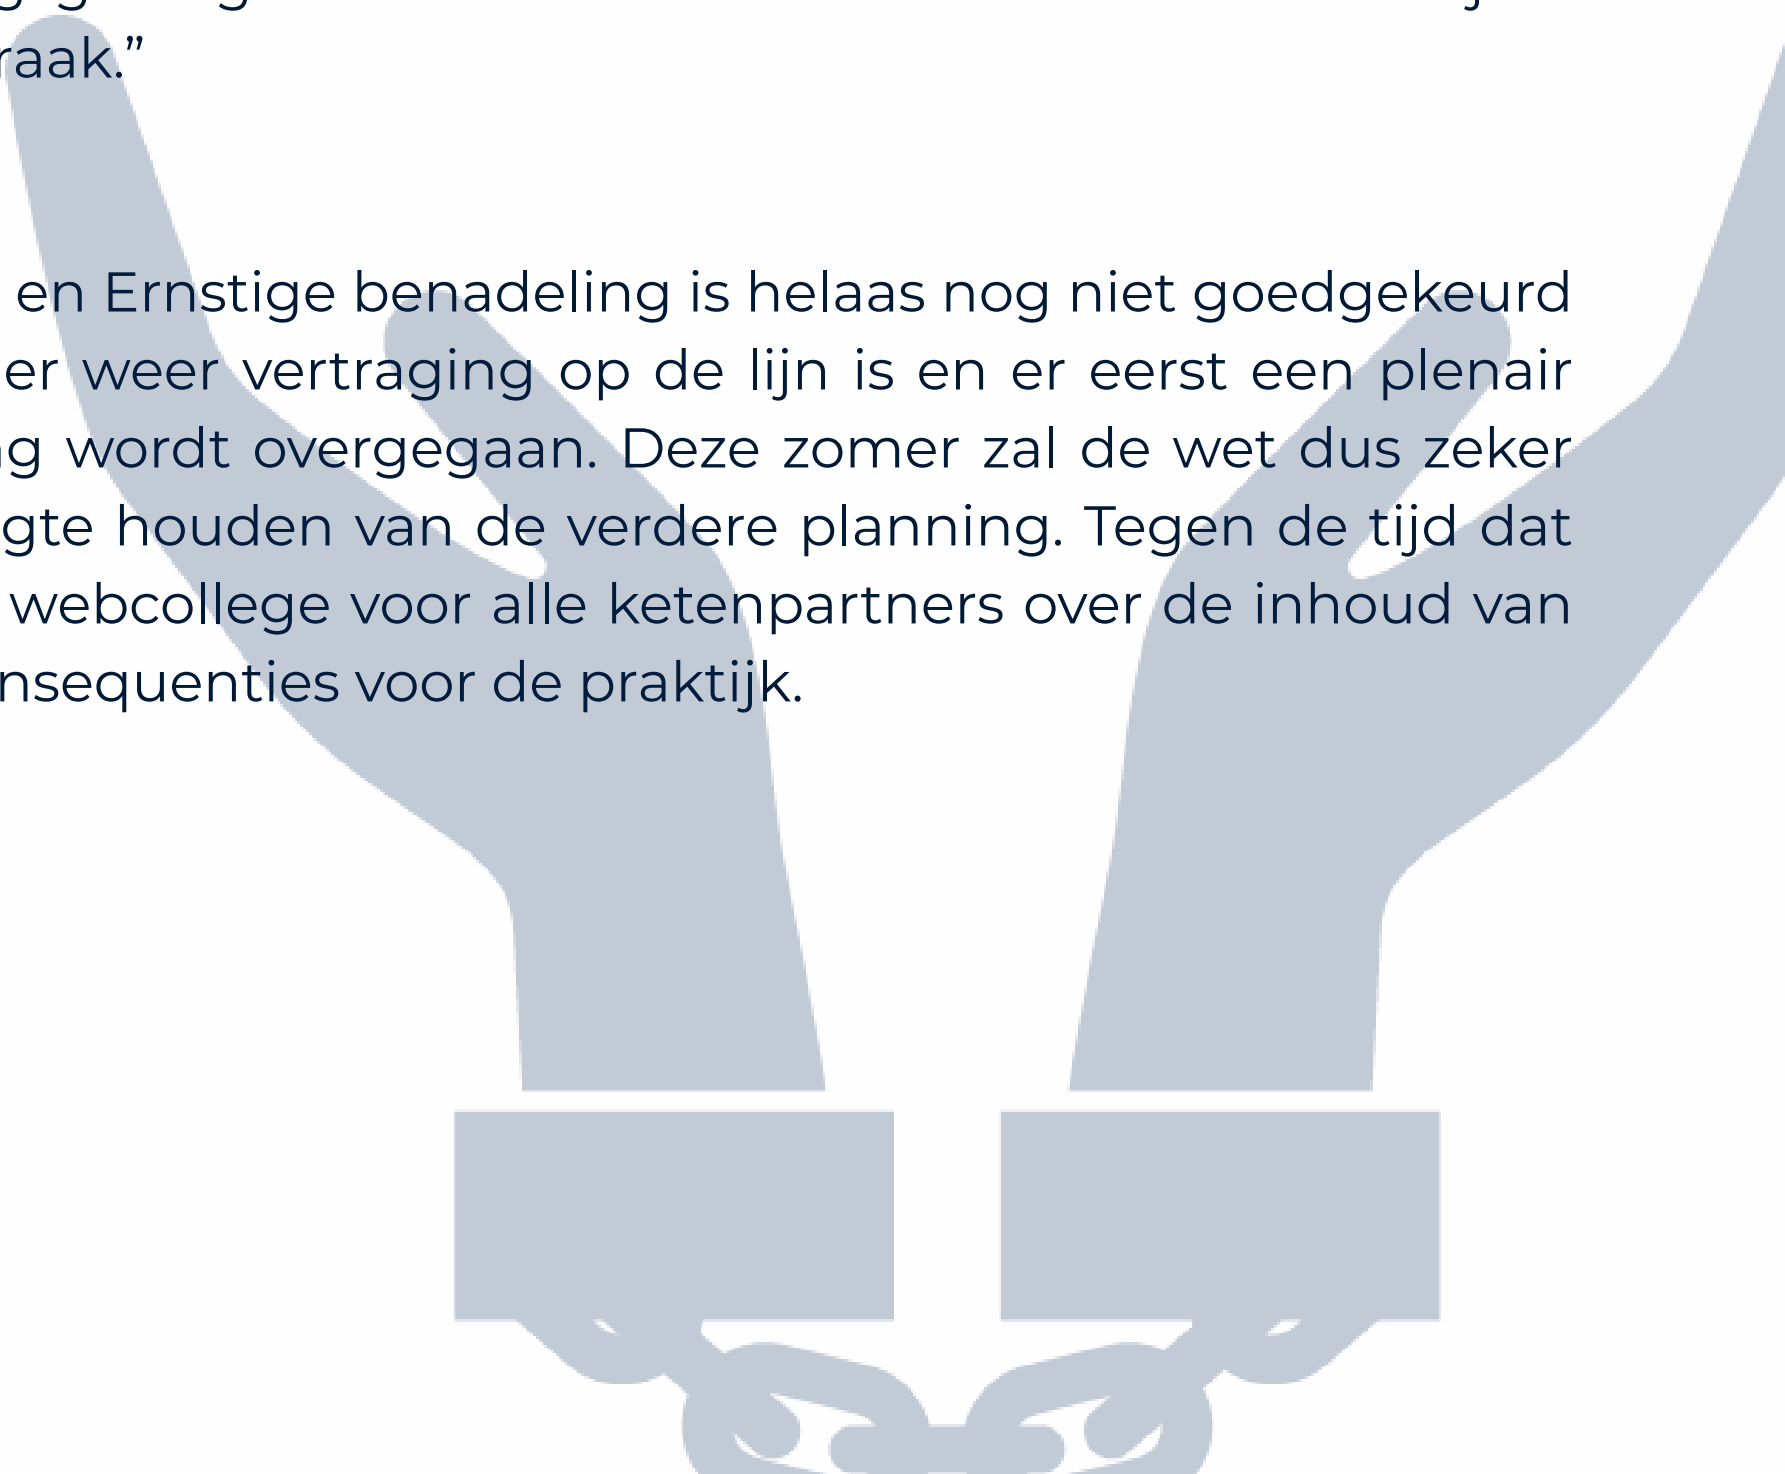 raak.”
en Ernstige benadeling is helaas nog niet goedgekeurd
er weer vertraging op de lijn is en er eerst een plenair
wordt overgegaan. Deze zomer zal de wet dus zeker
houden van de verdere planning. Tegen de tijd dat
webcollege voor alle ketenpartners over de inhoud van
nsequenties voor de praktijk.